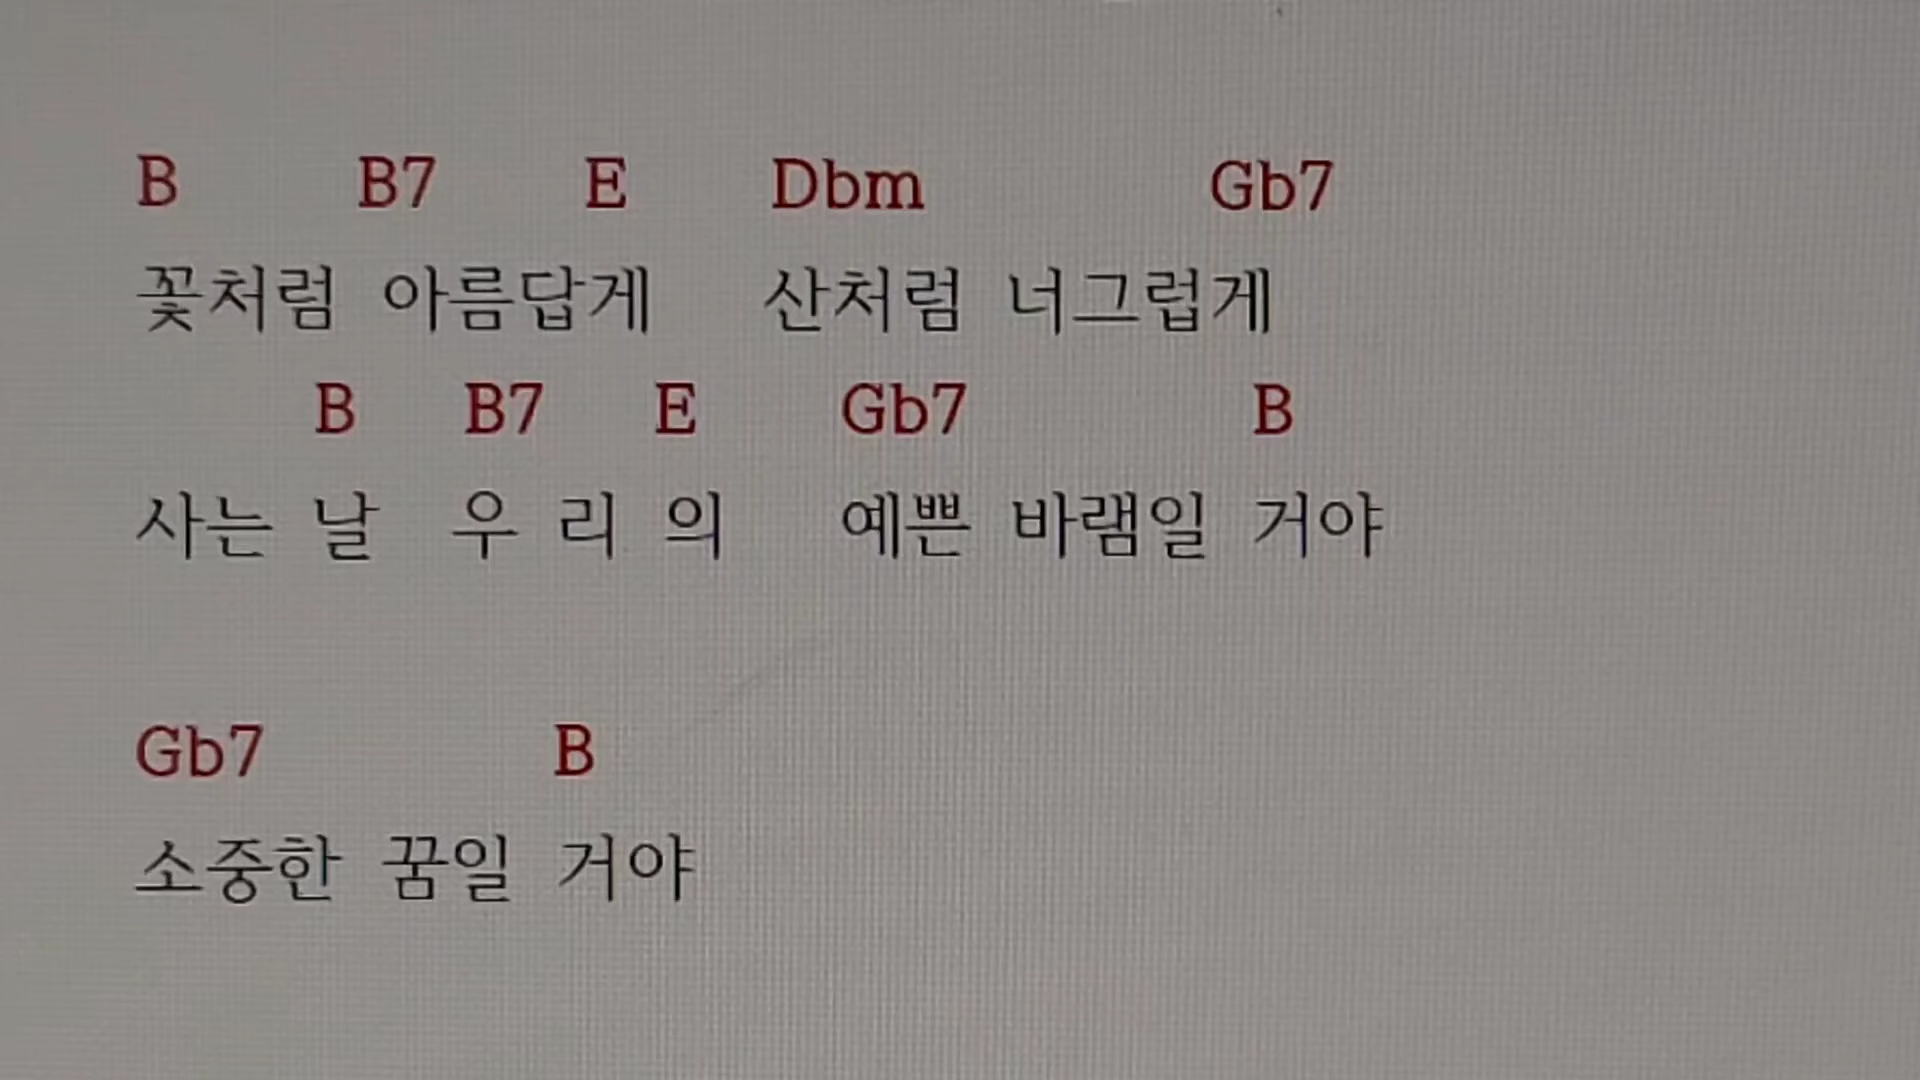 B B7 E Dbm Gb7
꽃처럼 아름답게 산처럼 너그럽게
B B7 E Gb7 B
사는 날 우 리 의 예쁜 바램일 거야
Gb7 B
소중한 꿈일 거야